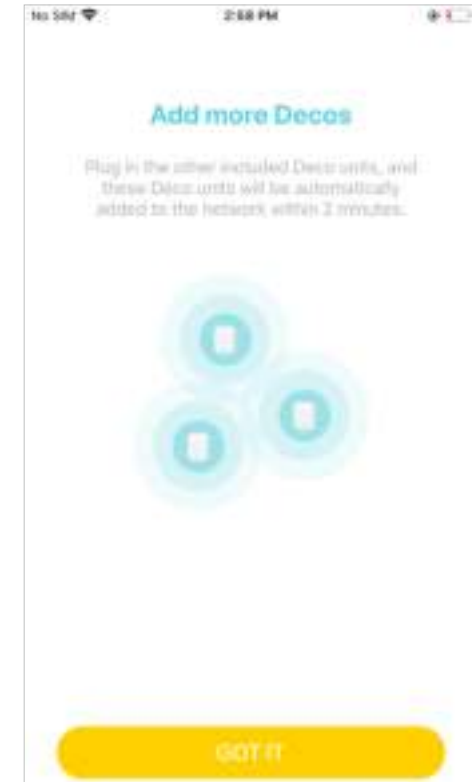 No SIM 2:58 PM
Add more Decos
Plug in the other included Deco units, and
these Deco units will be automatically
added to the network within 2 minutes.
GOT IT